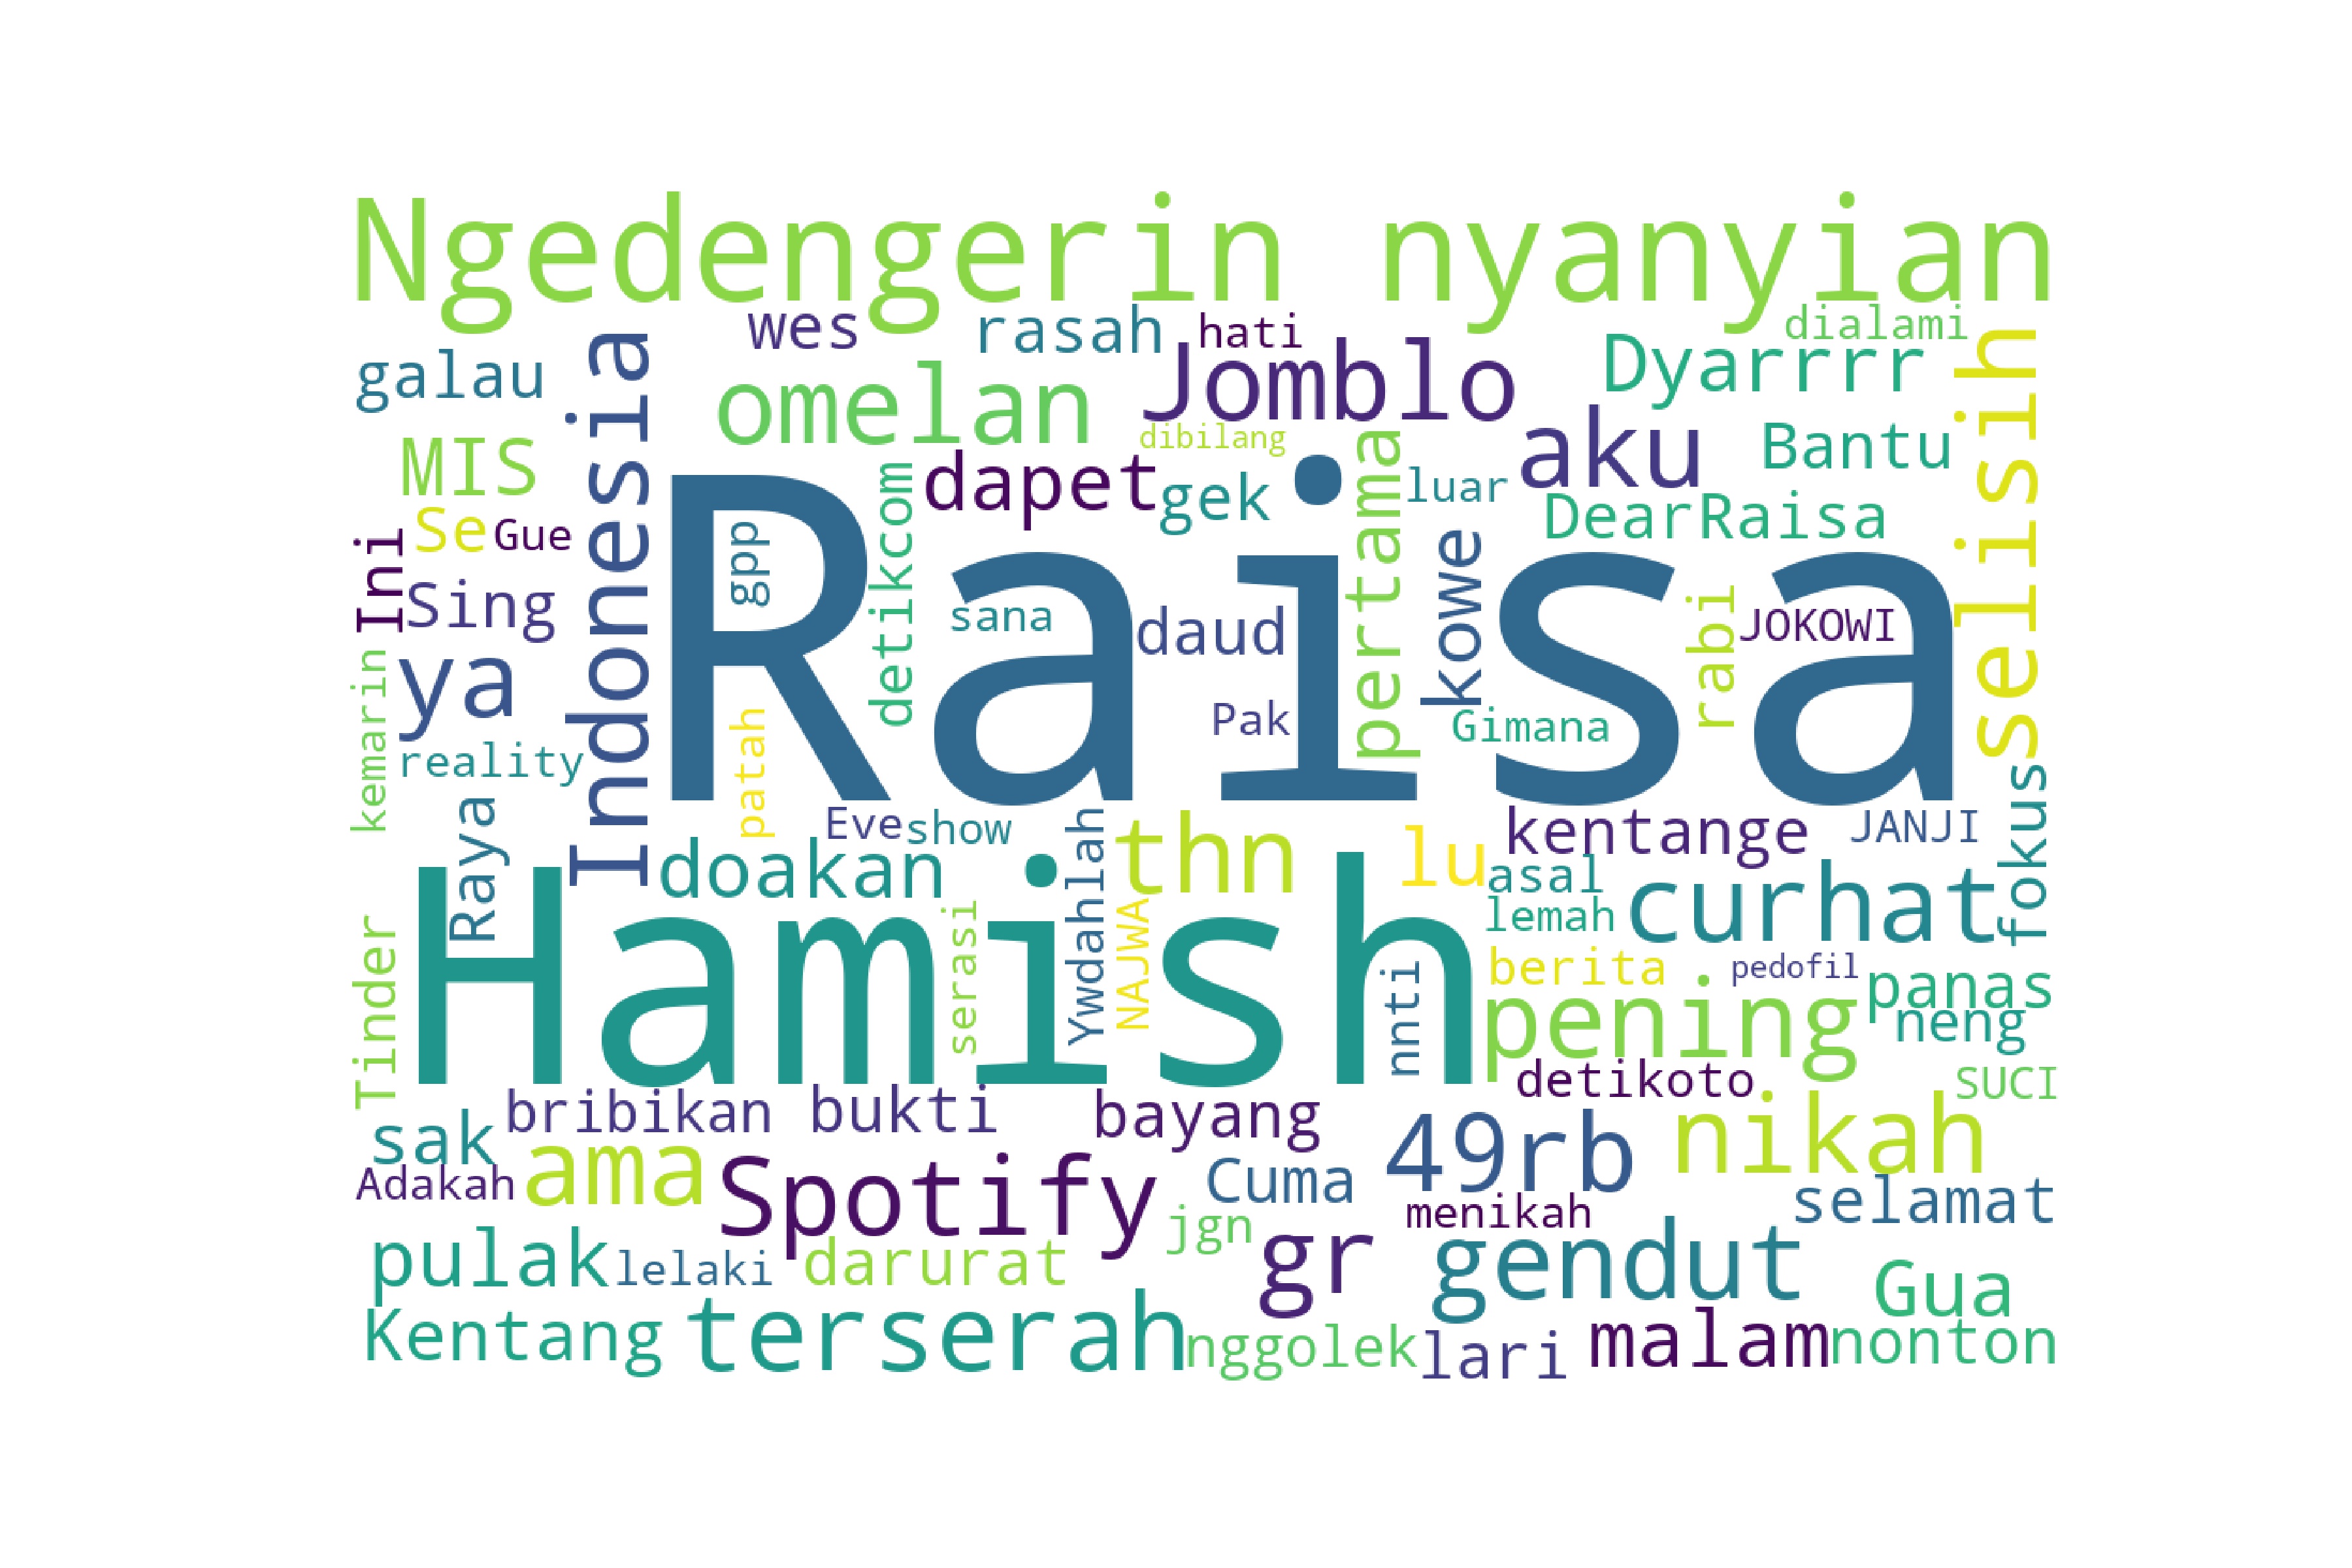 Ngedengerin nyanyian
wes
rasah
hati
dialami
galau
omelan
Jomblo
Dyarrrr
selisih
Indonesia
MIS
dibilang
aku
Bantu
dapet
gek
pertama
luar
DearRaisa
Se
Gue
gpp
detikcom
Raisa
kowe
Ini
Sing
sana
daud
rabi
JOKOWI
ya
kemarin
reality
patah
Pak
Gimana
Raya
Eve
show
Ywdahlah
thn
lu
kentange
JANJI
fokus
doakan
asal
curhat
Hamish
lemah
Tinder
serasi
NAJWA
nnti
berita
pedofil
panas
pening
neng
detikoto
SUCI
sak
bribikan
bukti
bayang
49rb
nikah
Adakah
ama
Spotify
Cuma
menikah
selamat
jgn
pulak
lelaki
darurat
gr
gendut
Gua
Kentang
terserah
nggolek
lari
malam
nonton